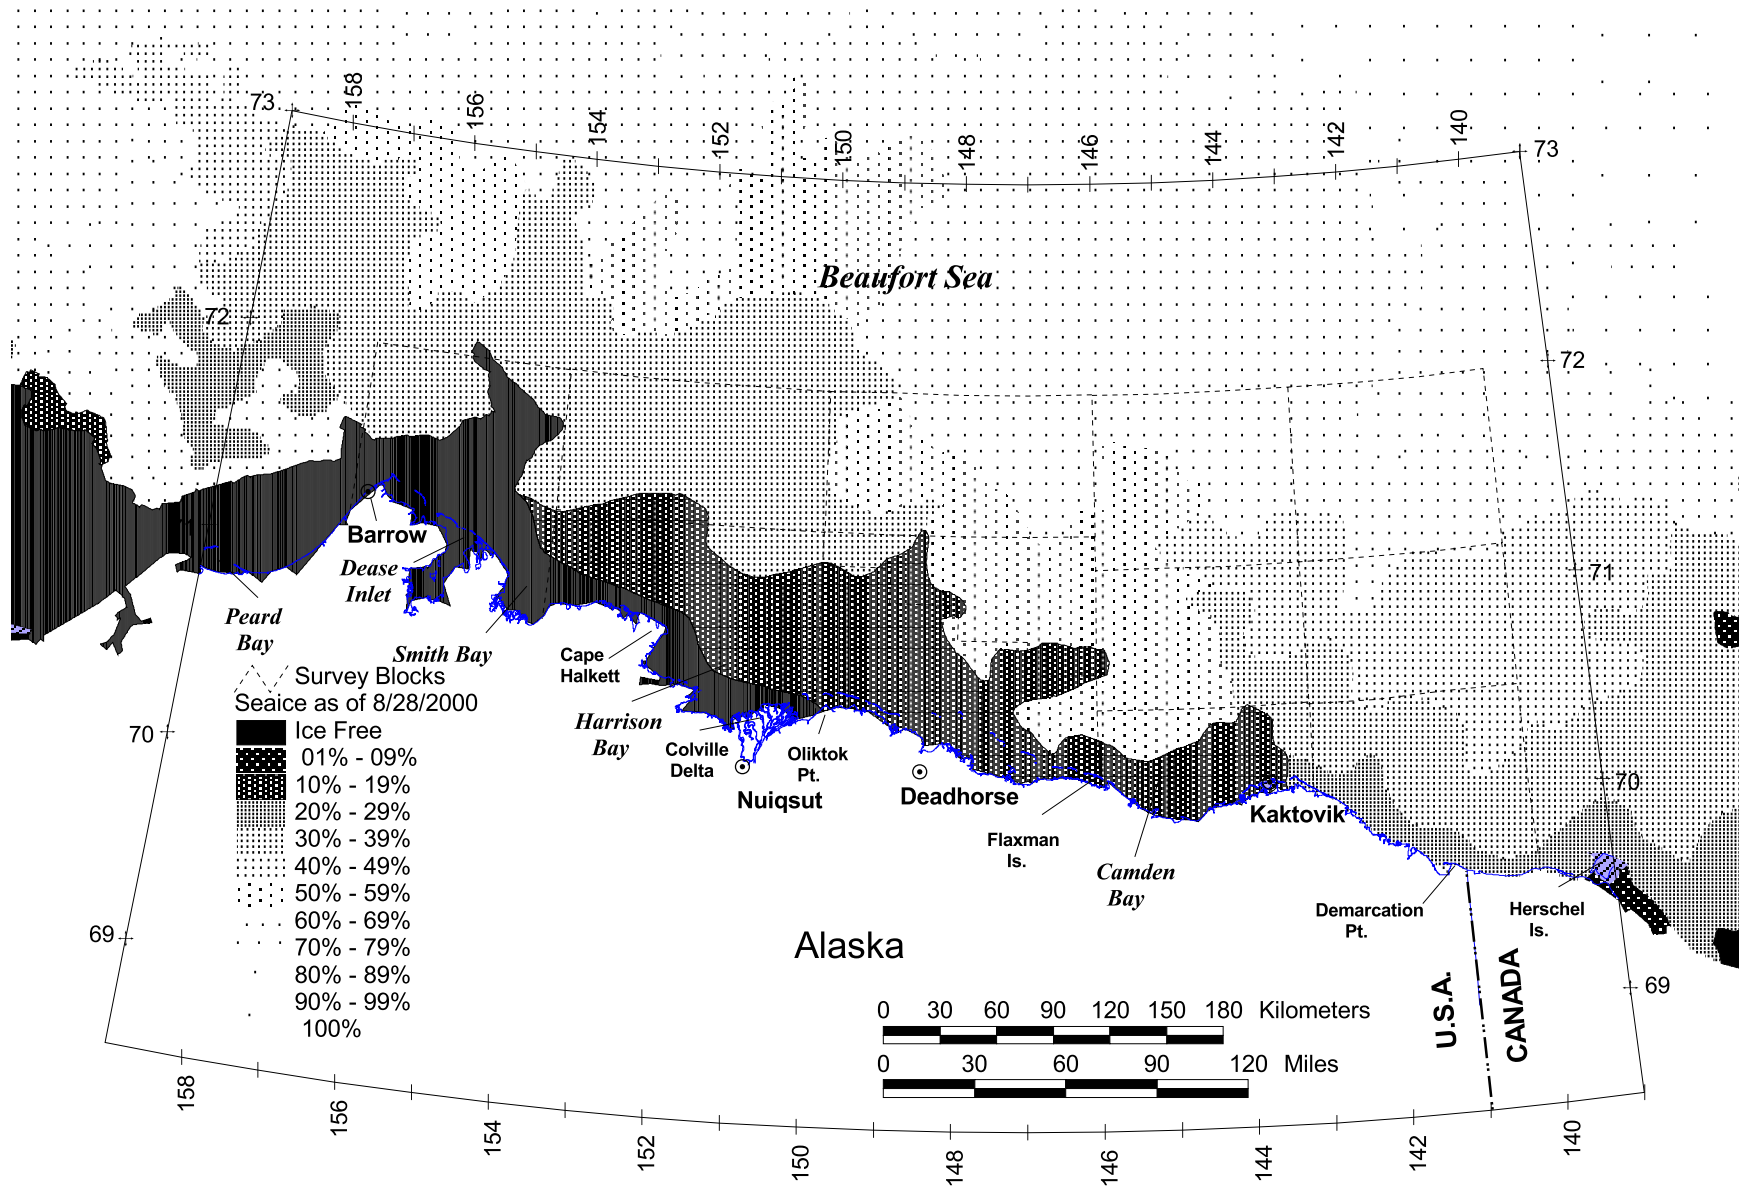 158
156
154
152
150
148
146
144
142
140
73
73
Beaufort Sea
72
72
71
71
Barrow
Dease
Inlet
Peard
Bay
Smith Bay
Cape
Halkett
Harrison
Bay
Colville
Delta
Oliktok
Pt.
Nuiqsut
Deadhorse
Flaxman
Is.
Camden
Bay
Kaktovik
70
70
Demarcation
Pt.
Herschel
Is.
Survey Blocks
Seaice as of 8/28/2000
Ice Free
01% - 09%
10% - 19%
20% - 29%
30% - 39%
40% - 49%
50% - 59%
60% - 69%
70% - 79%
80% - 89%
90% - 99%
100%
69
69
Alaska
U.S.A.
CANADA
0 30 60 90 120 150 180 Kilometers
0 30 60 90 120 Miles
158
156
154
152
150
148
146
144
142
140